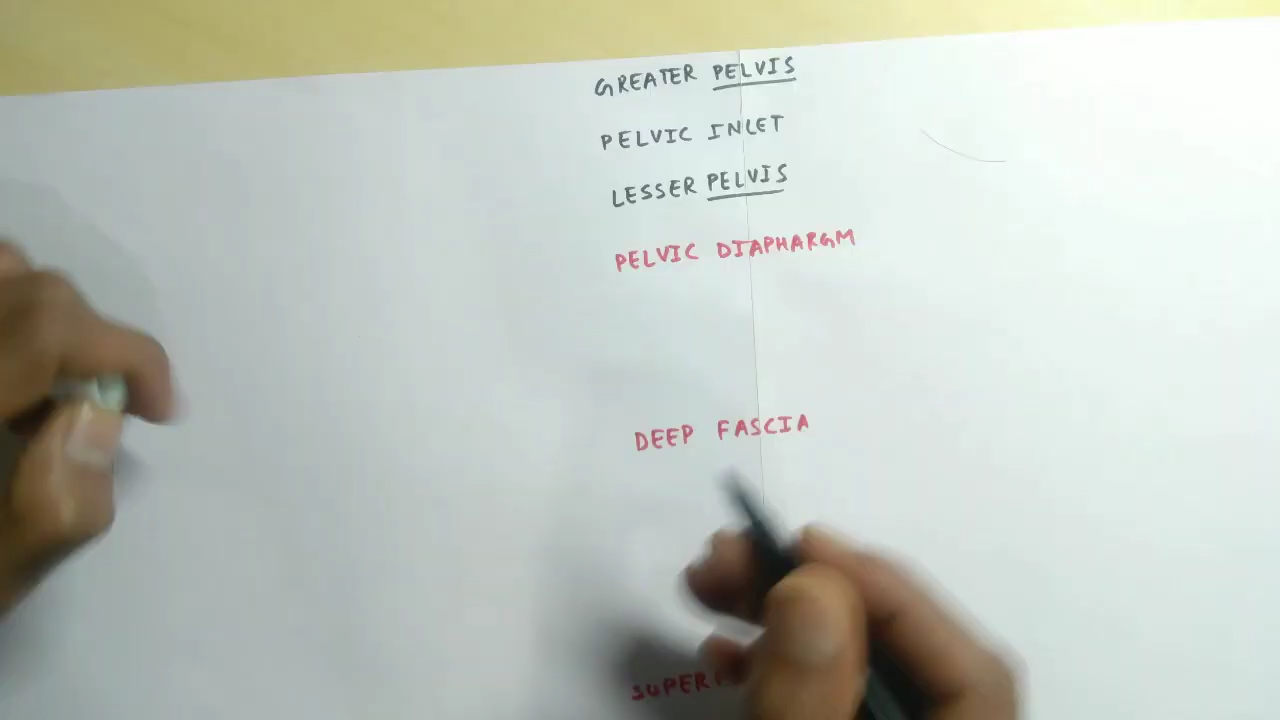 GREATER PELVIS
PELVIC INLET
LESSER PELVIS
PELVIC DIAPHARGM
DEEP FASCIA